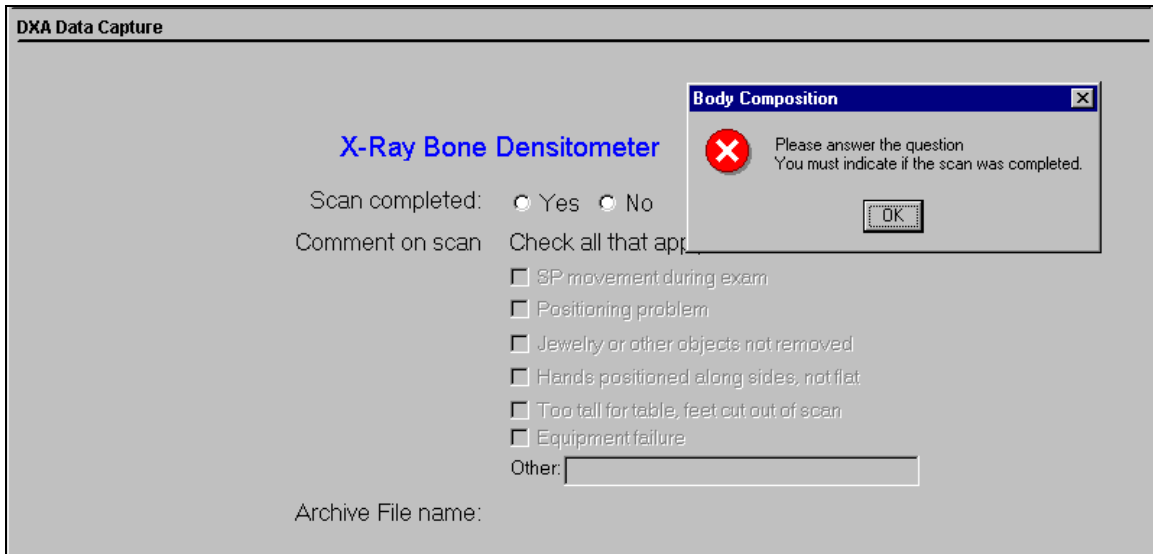 DXA Data Capture
Body Composition
Please answer the question
You must indicate if the scan was completed.
OK
X-Ray Bone Densitometer
Scan completed: Yes No
Comment on scan Check all that app
SP movement during exam
Positioning problem
Jewelry or other objects not removed
Hands positioned along sides, not flat
Too tall for table, feet cut out of scan
Equipment failure
Other:
Archive File name: